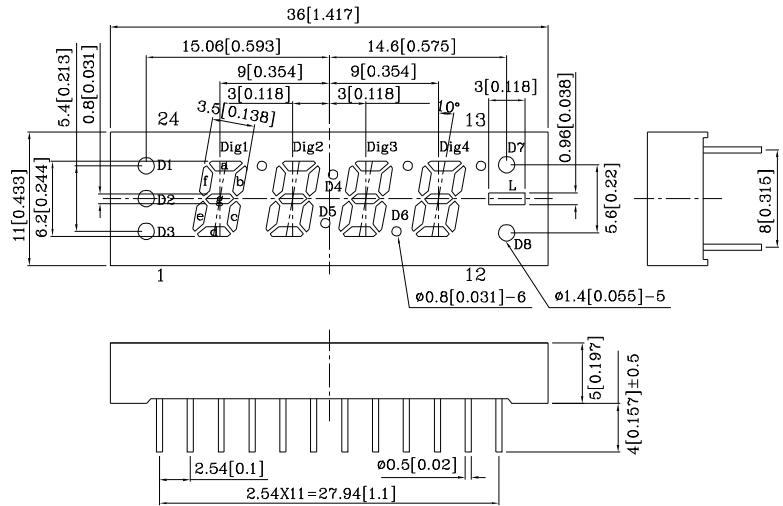 36[1.417]
15.06[0.593]
14.6[0.575]
9[0.354]
9[0.354]
3[0.118]
3[0.118]
3[0.118]
5.4[0.213]
0.8[0.031]
3.5[0.138]
10°
0.96[0.038]
24
13
Dig1
Dig2
Dig3
Dig4
D7
D1
a
f
b
D4
L
D2
g
11[0.433]
6.2[0.244]
e
c
D5
D6
D3
d
D8
5.6[0.22]
8[0.315]
1
12
ø0.8[0.031]-6
ø1.4[0.055]-5
5[0.197]
4[0.157]±0.5
2.54[0.1]
ø0.5[0.02]
2.54X11=27.94[1.1]